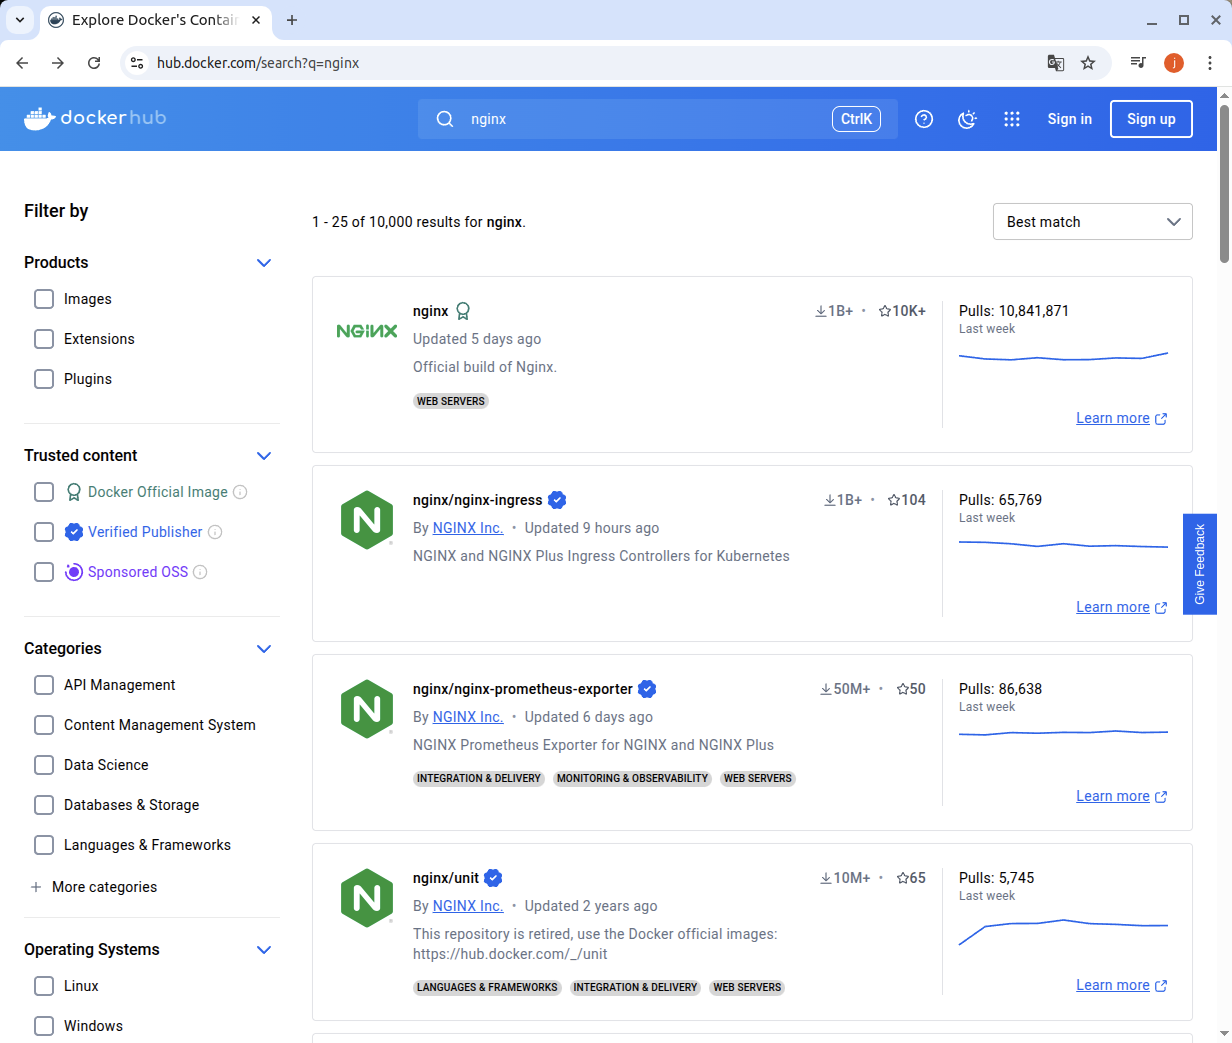 Explore Docker's Contai
hub.docker.com/search?q=nginx
j
dockerhub
nginx
CtrlK
Sign in
Sign up
Filter by
Products
Images
Extensions
Plugins
Trusted content
Docker Official Image
Verified Publisher
Sponsored OSS
Categories
API Management
Content Management System
Data Science
Databases & Storage
Languages & Frameworks
More categories
Operating Systems
Linux
Windows
1 - 25 of 10,000 results for nginx.
Best match
NGINX
nginx
1B+ • 10K+
Updated 5 days ago
Official build of Nginx.
WEB SERVERS
Pulls: 10,841,871
Last week
Learn more
N
nginx/nginx-ingress
1B+ • 104
By NGINX Inc. • Updated 9 hours ago
NGINX and NGINX Plus Ingress Controllers for Kubernetes
Pulls: 65,769
Last week
Learn more
N
nginx/nginx-prometheus-exporter
50M+ • 50
By NGINX Inc. • Updated 6 days ago
NGINX Prometheus Exporter for NGINX and NGINX Plus
INTEGRATION & DELIVERY MONITORING & OBSERVABILITY WEB SERVERS
Pulls: 86,638
Last week
Learn more
N
nginx/unit
10M+ • 65
By NGINX Inc. • Updated 2 years ago
This repository is retired, use the Docker official images:
https://hub.docker.com/_/unit
LANGUAGES & FRAMEWORKS INTEGRATION & DELIVERY WEB SERVERS
Pulls: 5,745
Last week
Learn more
Give Feedback